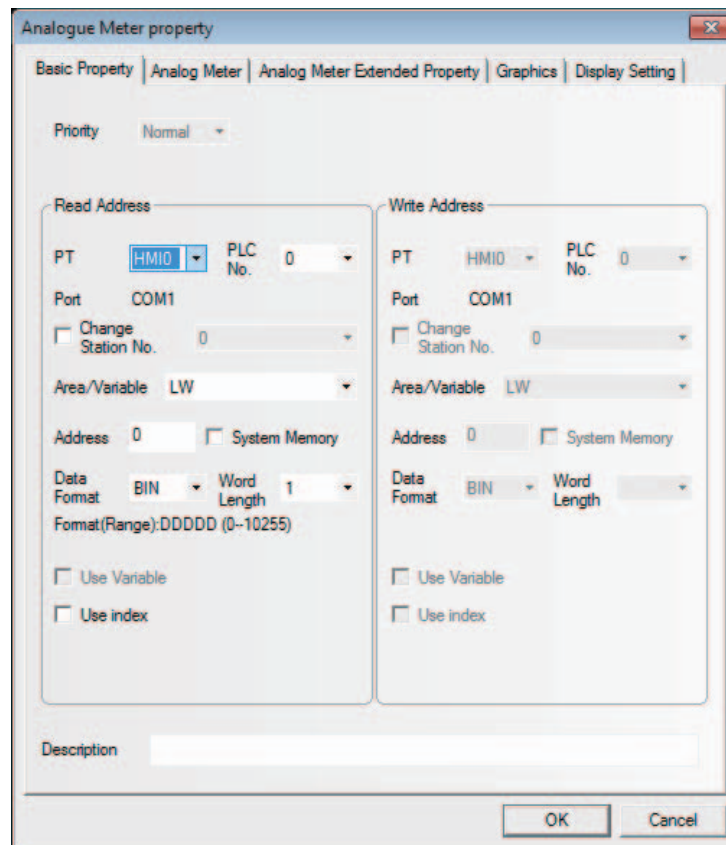 Analogue Meter property
Basic Property Analog Meter Analog Meter Extended Property Graphics Display Setting
Priority Normal
Read Address
PT HMI0 PLC No. 0
Port COM1
Change Station No. 0
Area/Variable LW
Address 0 System Memory
Data Format BIN Word Length 1
Format(Range):DDDDD (0--10255)
Use Variable
Use index
Write Address
PT HMI0 PLC No. 0
Port COM1
Change Station No. 0
Area/Variable LW
Address 0 System Memory
Data Format BIN Word Length
Use Variable
Use index
Description
OK Cancel